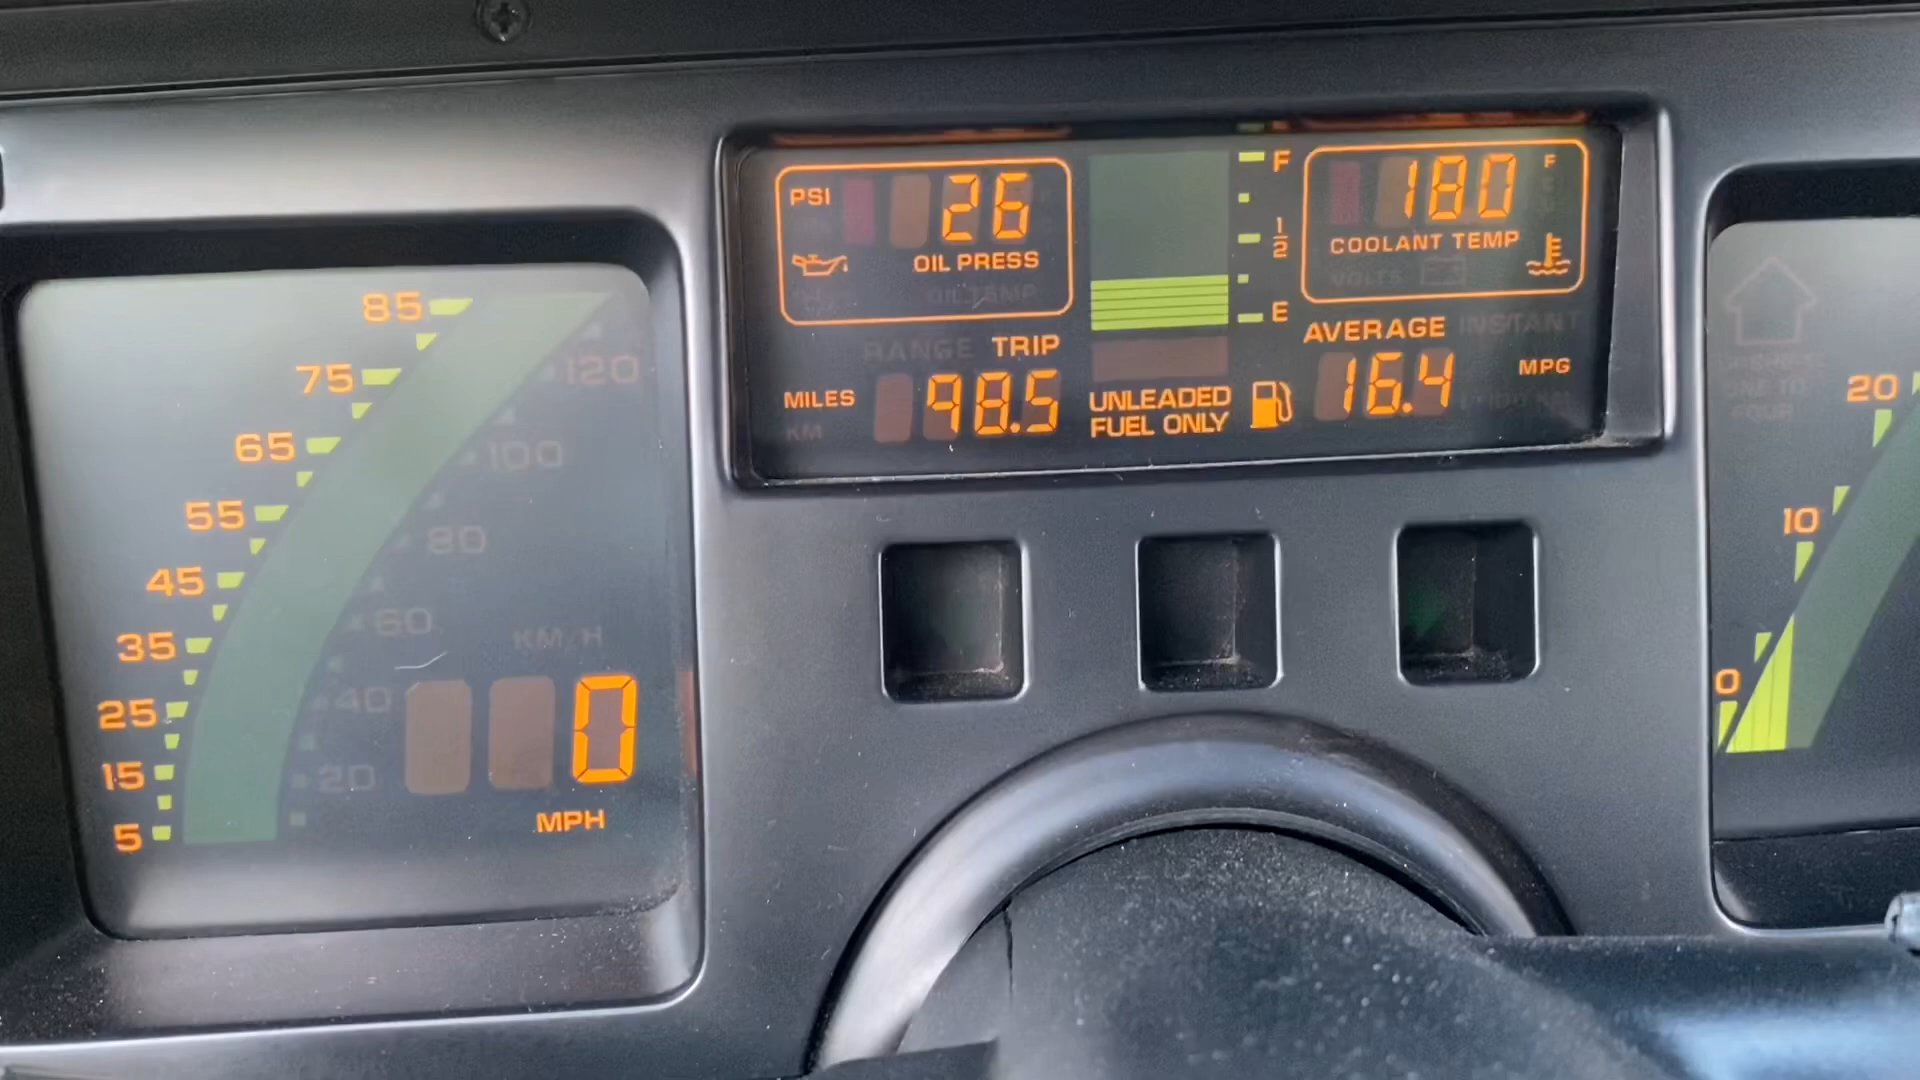 85
75
120
65
100
55
80
45
60
35
KM/H
25
40
15
20
5
0
MPH
PSI
26
OIL PRESS
OIL TEMP
RANGE TRIP
MILES
98.5
KM
F
1/2
E
UNLEADED
FUEL ONLY
180
F
COOLANT TEMP
VOLTS
AVERAGE INSTANT
16.4
MPG
20
10
0